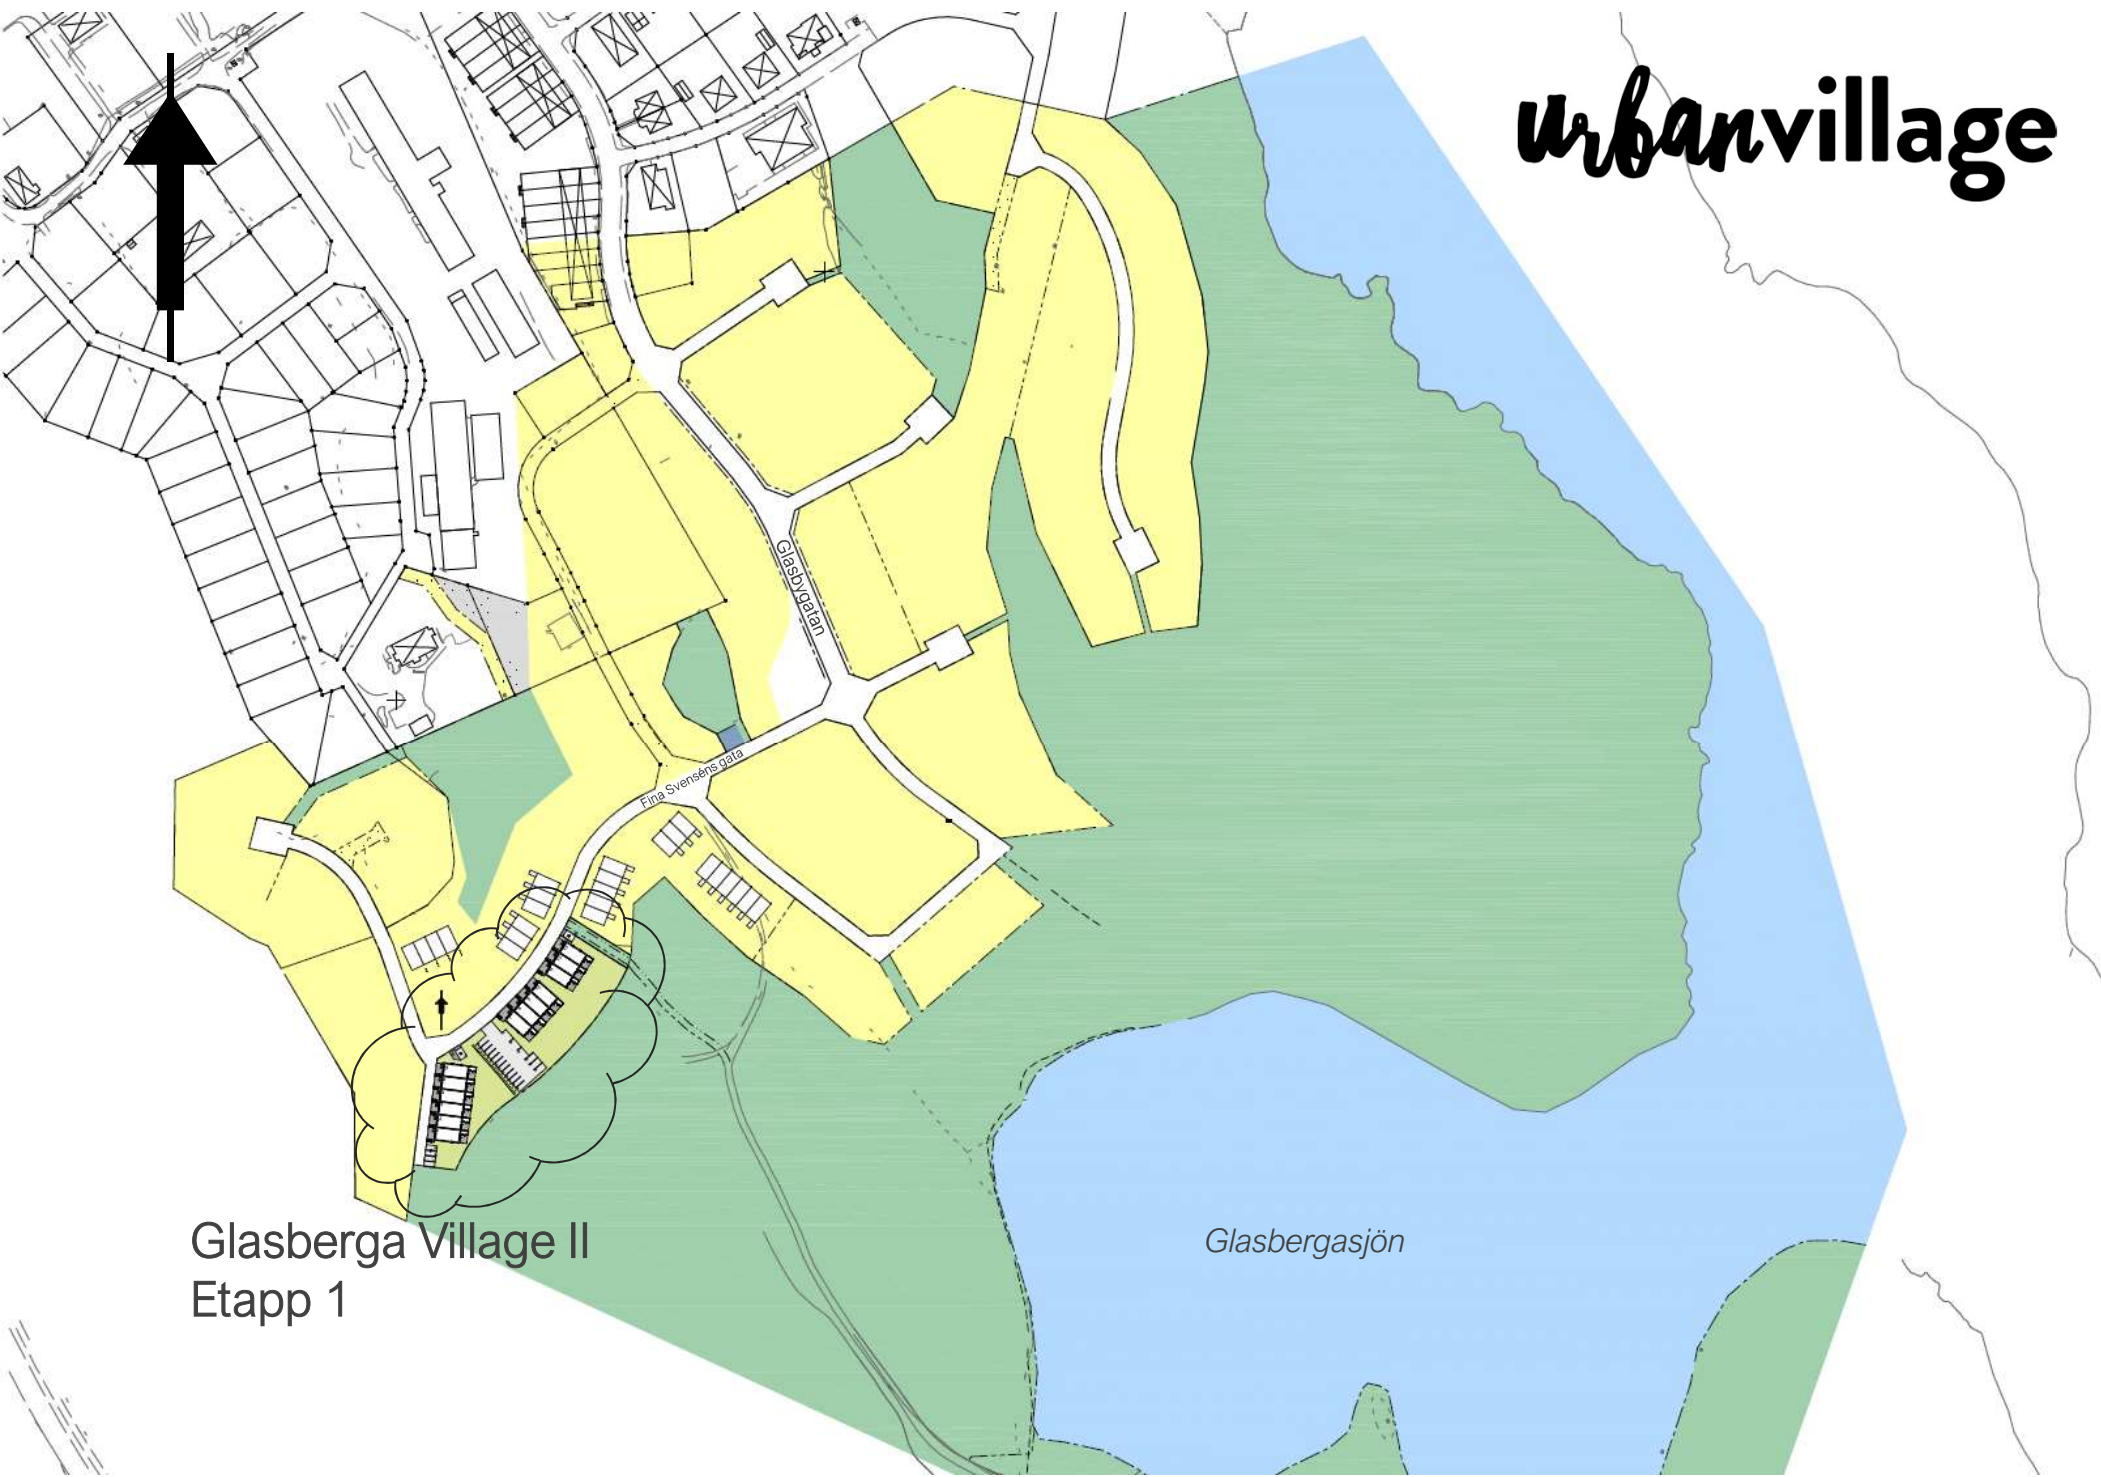 urbanvillage
Glasbygatan
Fina Svenséns gata
Glasberga Village II
Etapp 1
Glasbergasjön